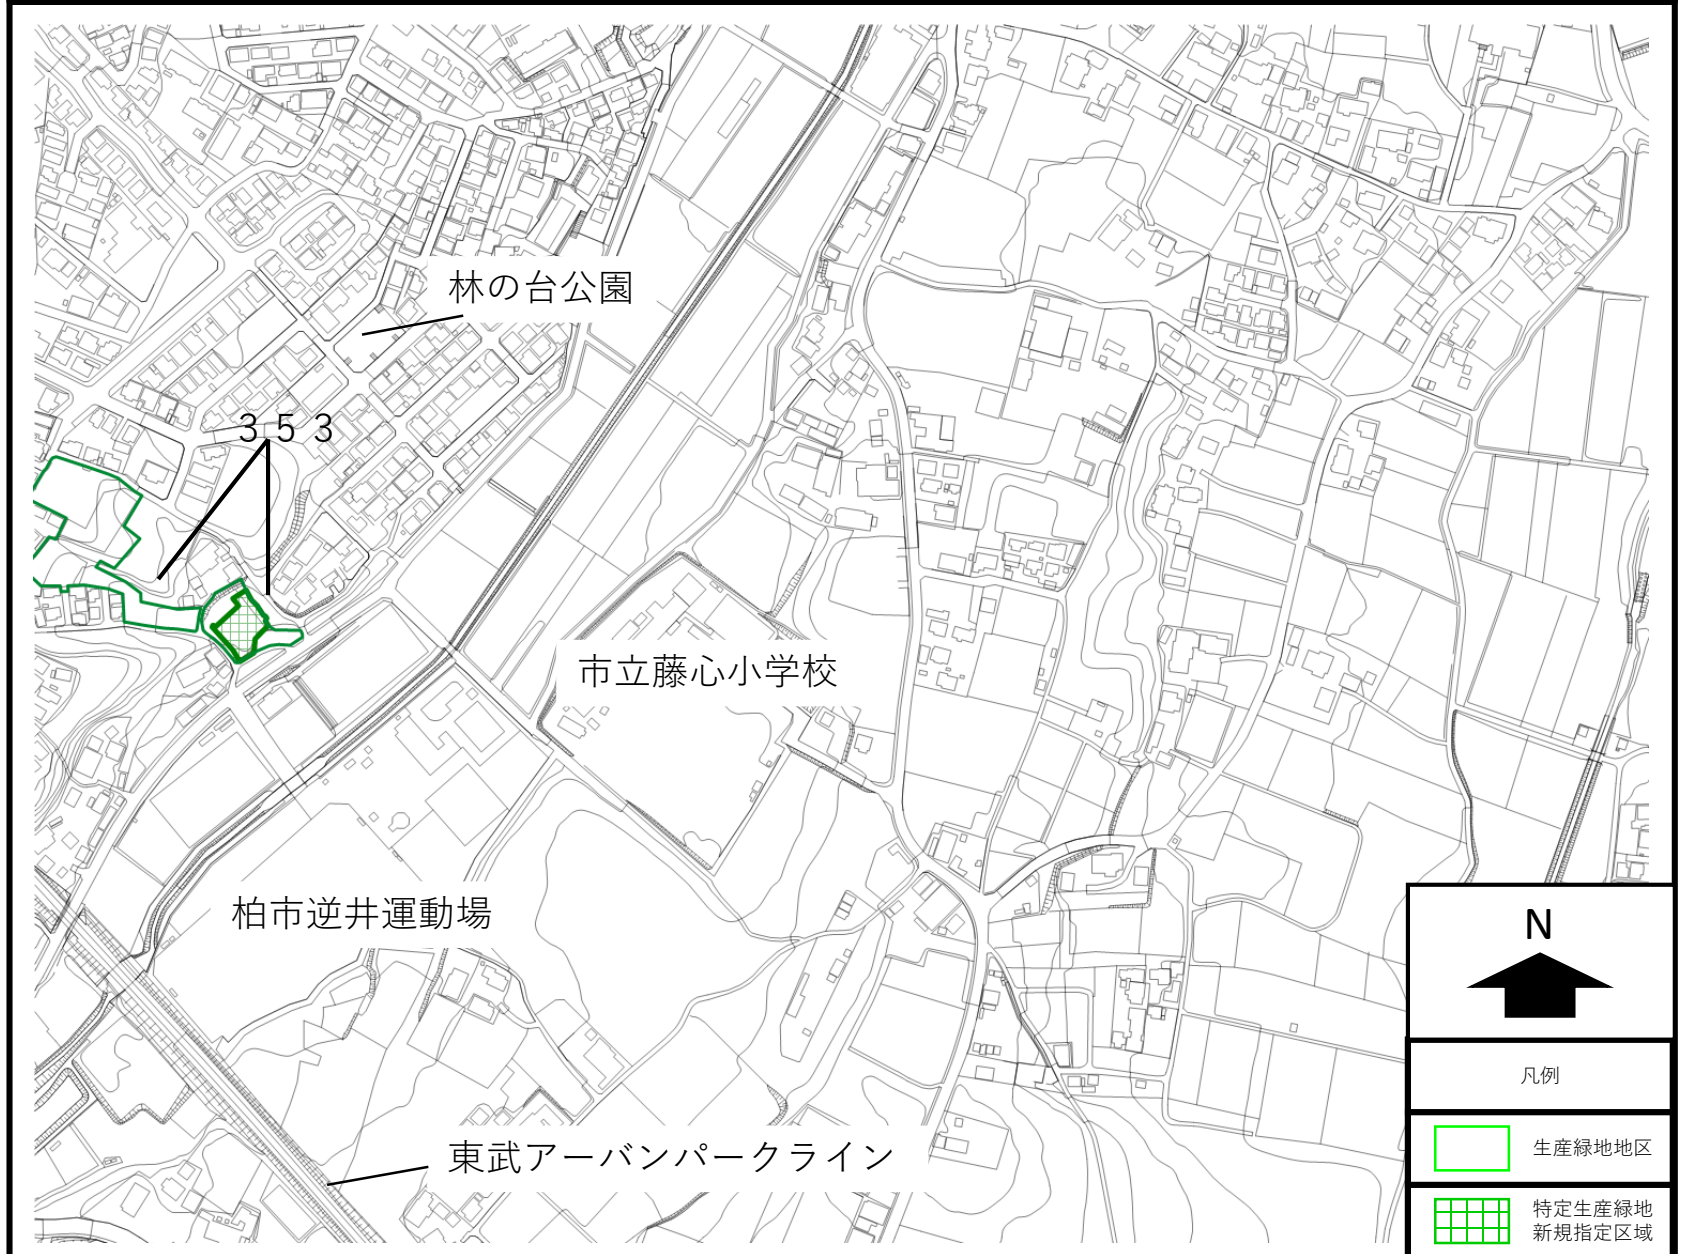 林の台公園
３５３
市立藤心小学校
柏市逆井運動場
東武アーバンパークライン
N
凡例
生産緑地地区
特定生産緑地
新規指定区域